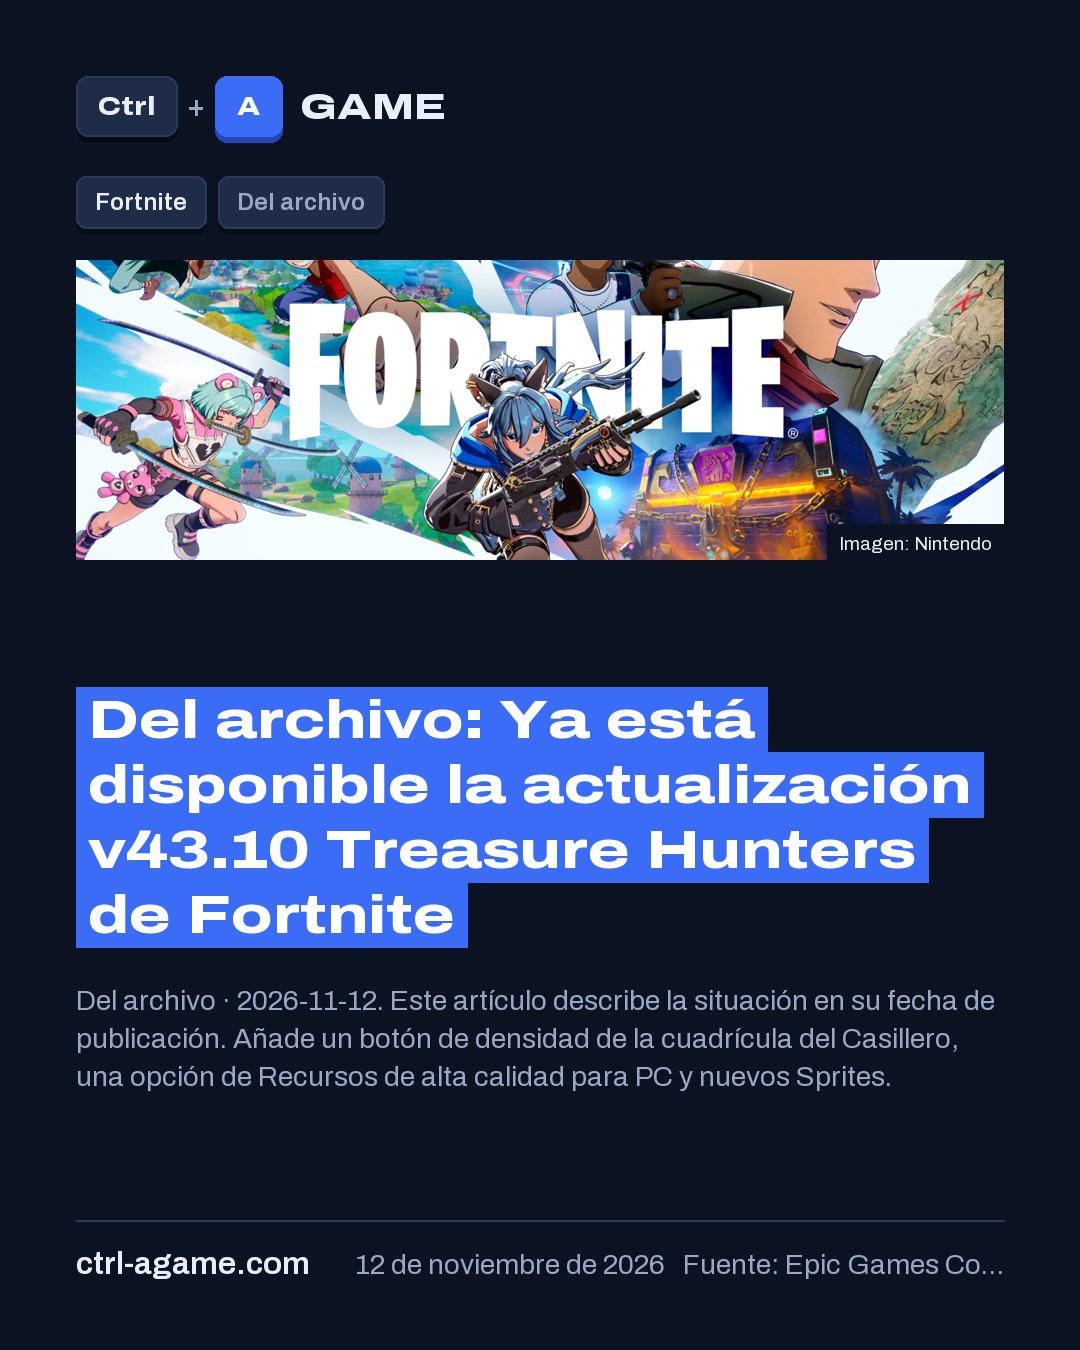 Ctrl + A GAME
Fortnite Del archivo
FORTNITE
®
Imagen: Nintendo
Del archivo: Ya está
disponible la actualización
v43.10 Treasure Hunters
de Fortnite
Del archivo · 2026-11-12. Este artículo describe la situación en su fecha de
publicación. Añade un botón de densidad de la cuadrícula del Casillero,
una opción de Recursos de alta calidad para PC y nuevos Sprites.
ctrl-agame.com 12 de noviembre de 2026 Fuente: Epic Games Co...